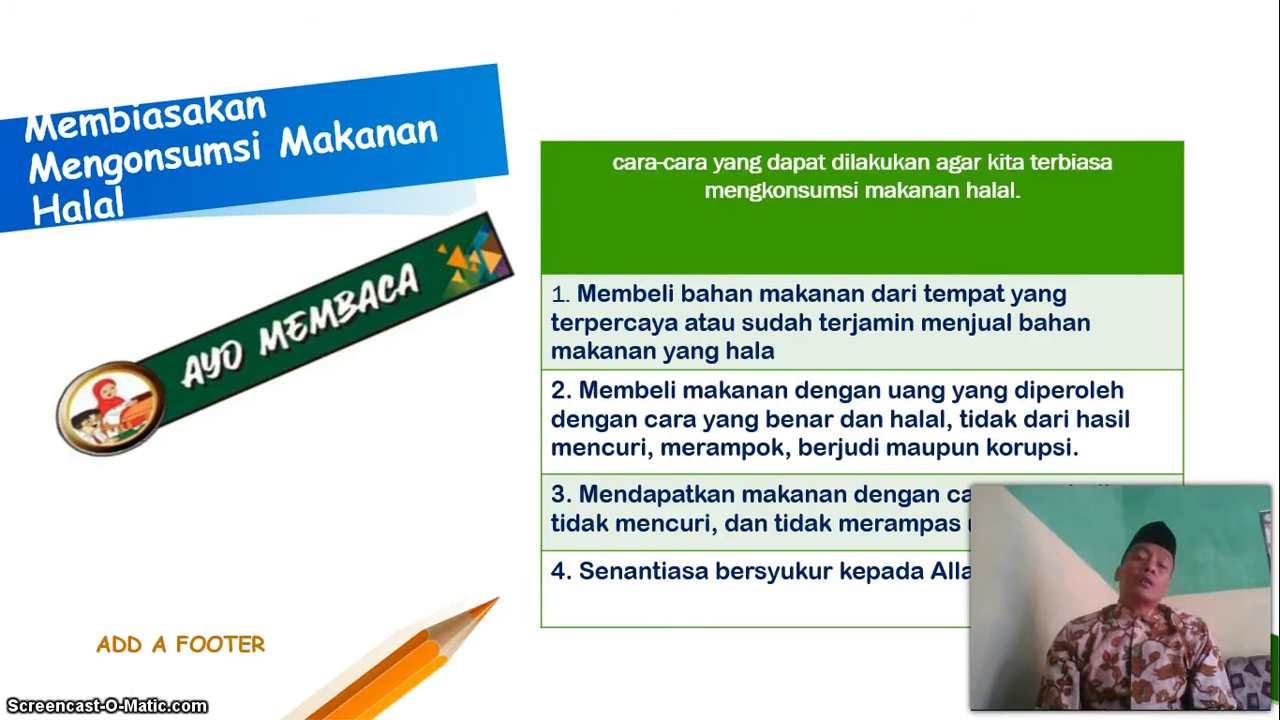 Membiasakan
Mengonsumsi Makanan
Halal
AYO MEMBACA
cara-cara yang dapat dilakukan agar kita terbiasa
mengkonsumsi makanan halal.
1. Membeli bahan makanan dari tempat yang
terpercaya atau sudah terjamin menjual bahan
makanan yang hala
2. Membeli makanan dengan uang yang diperoleh
dengan cara yang benar dan halal, tidak dari hasil
mencuri, merampok, berjudi maupun korupsi.
3. Mendapatkan makanan dengan
tidak mencuri, dan tidak merampas
4. Senantiasa bersyukur kepada
ADD A FOOTER
Screencast-O-Matic.com